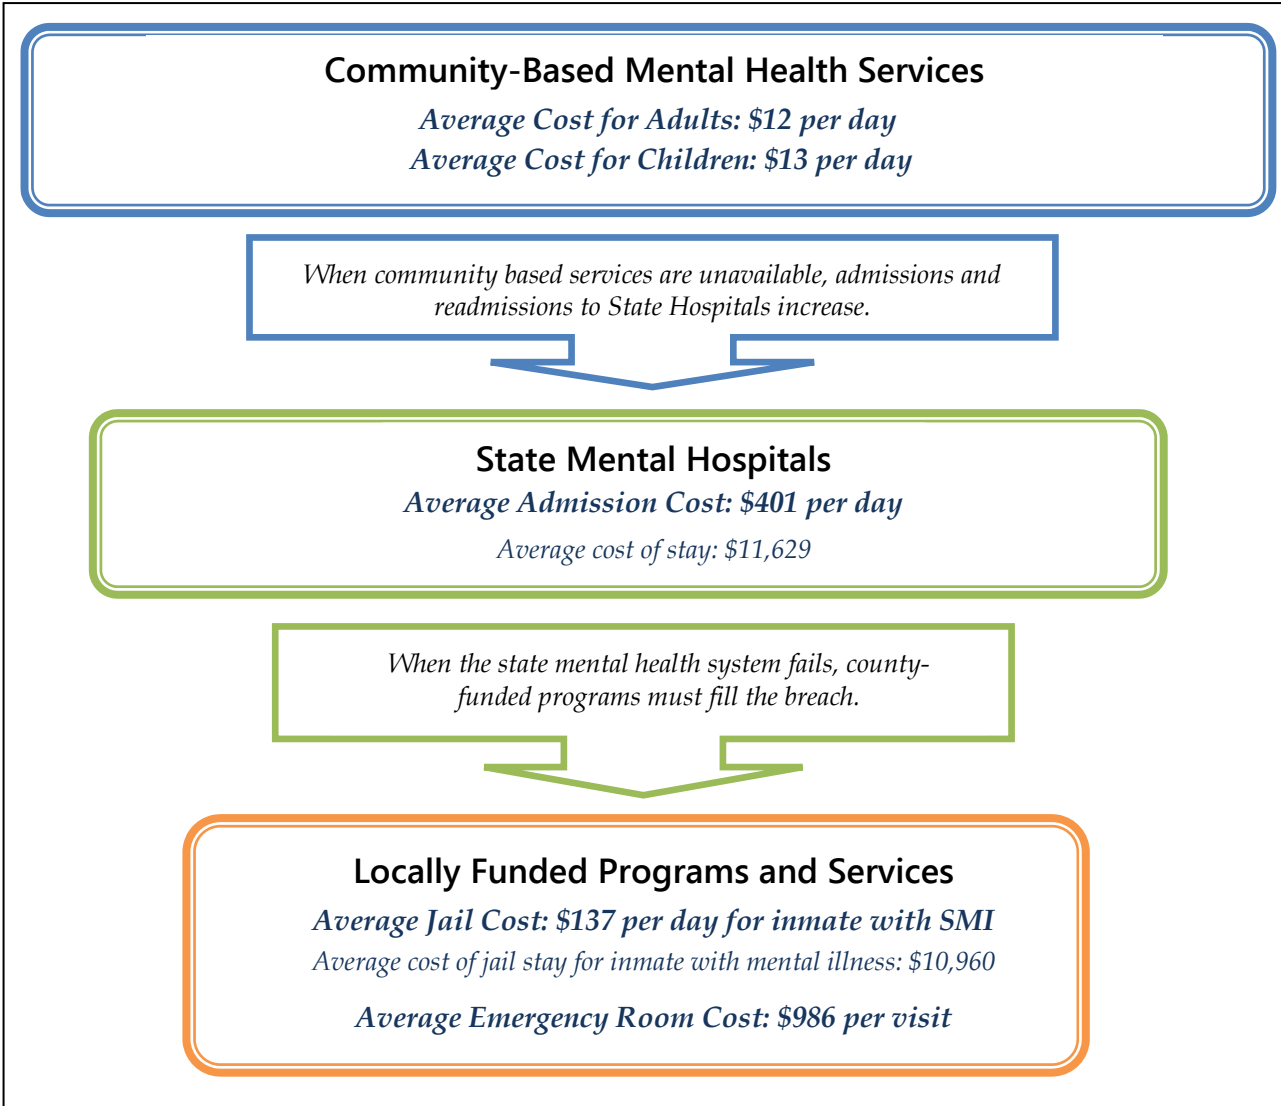 Community-Based Mental Health Services
Average Cost for Adults: $12 per day
Average Cost for Children: $13 per day
When community based services are unavailable, admissions and
readmissions to State Hospitals increase.
State Mental Hospitals
Average Admission Cost: $401 per day
Average cost of stay: $11,629
When the state mental health system fails, county-
funded programs must fill the breach.
Locally Funded Programs and Services
Average Jail Cost: $137 per day for inmate with SMI
Average cost of jail stay for inmate with mental illness: $10,960
Average Emergency Room Cost: $986 per visit